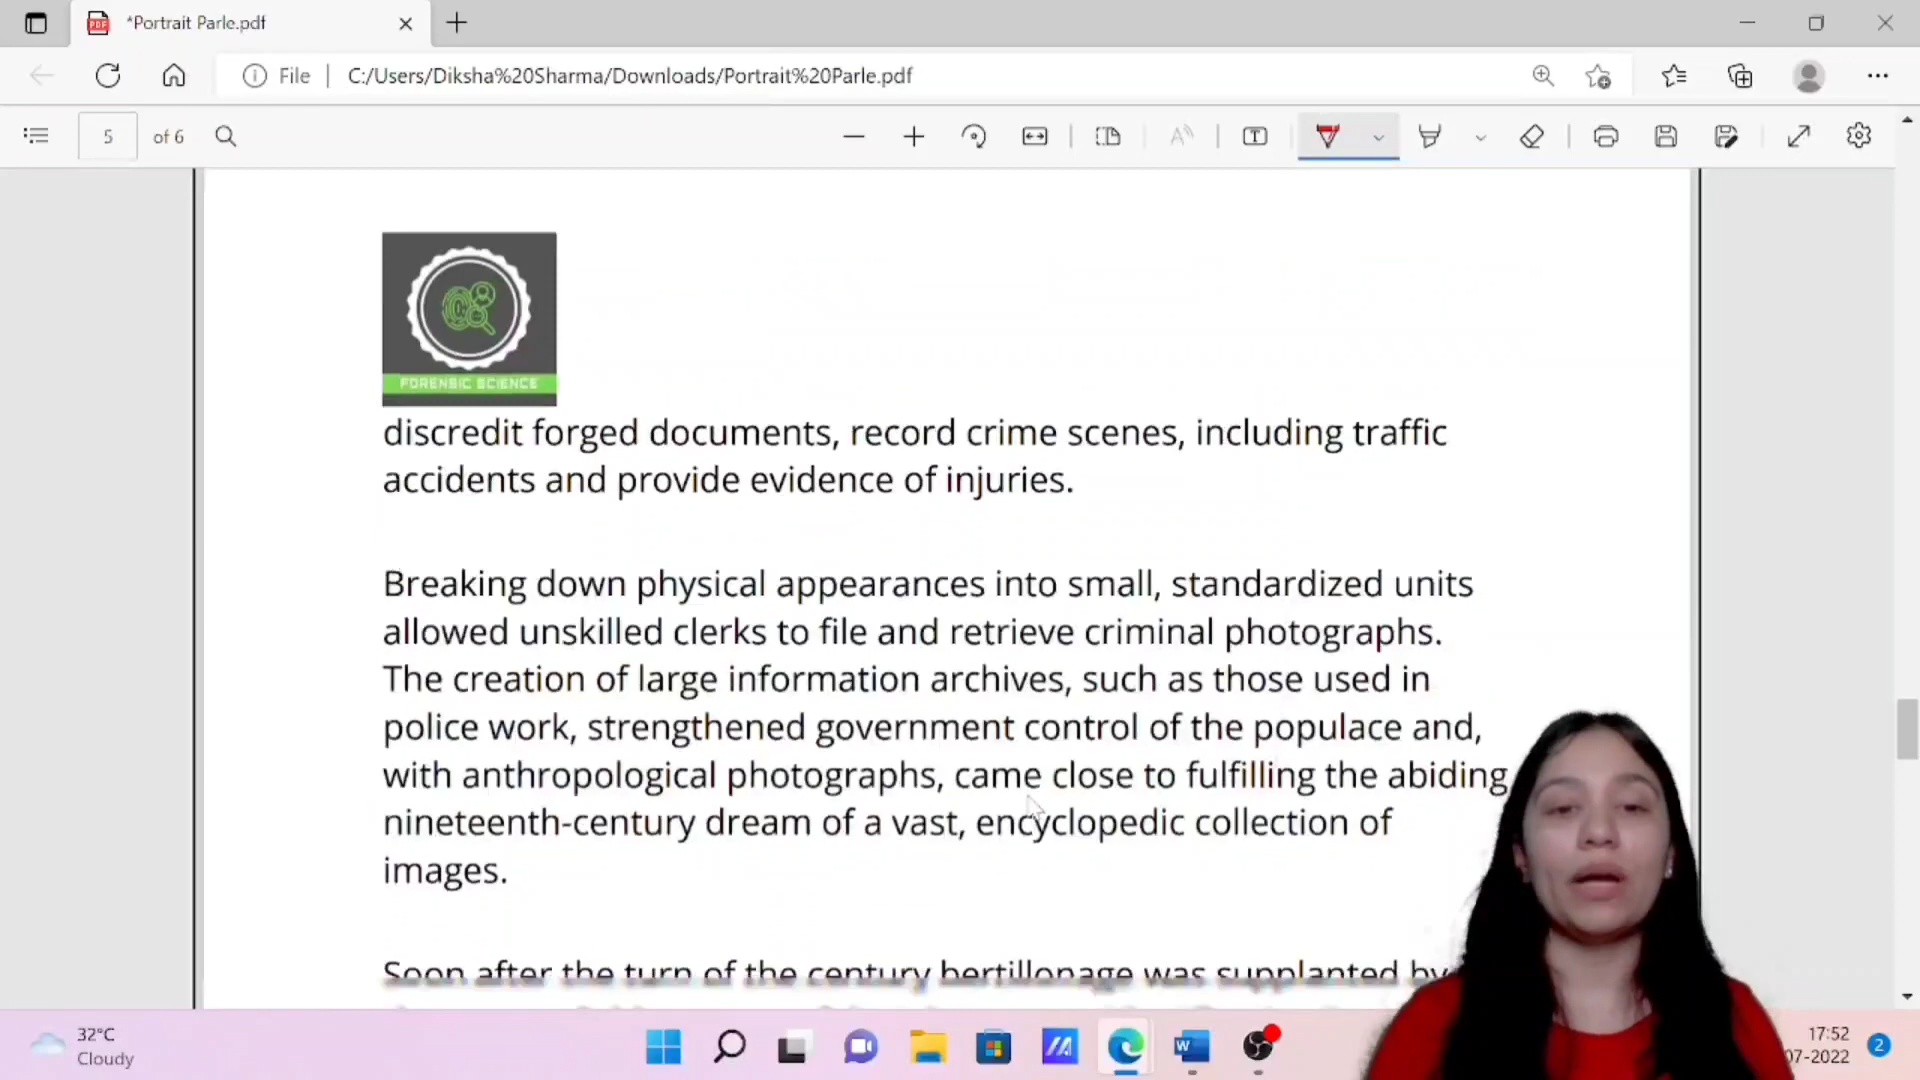 *Portrait Parle.pdf
File
C:/Users/Diksha%20Sharma/Downloads/Portrait%20Parle.pdf
5 of 6
FORENSIC SCIENCE
discredit forged documents, record crime scenes, including traffic
accidents and provide evidence of injuries.
Breaking down physical appearances into small, standardized units
allowed unskilled clerks to file and retrieve criminal photographs.
The creation of large information archives, such as those used in
police work, strengthened government control of the populace and,
with anthropological photographs, came close to fulfilling the abiding
nineteenth-century dream of a vast, encyclopedic collection of
images.
Soon after the turn of the century bertillonage was supplanted by
32°C
Cloudy
17:52
07-2022
2